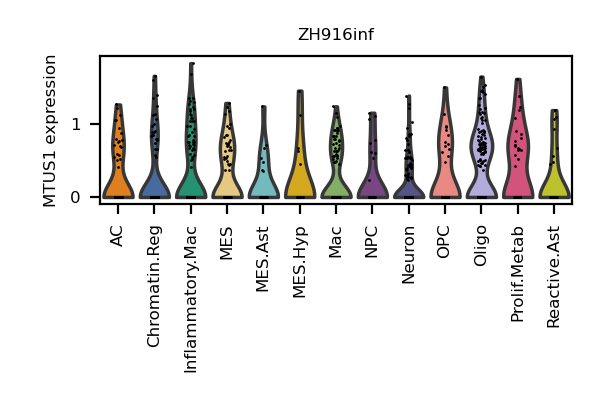 ZH916inf
MTUS1 expression
1
0
AC
Chromatin.Reg
Inflammatory.Mac
MES
MES.Ast
MES.Hyp
Mac
NPC
Neuron
OPC
Oligo
Prolif.Metab
Reactive.Ast